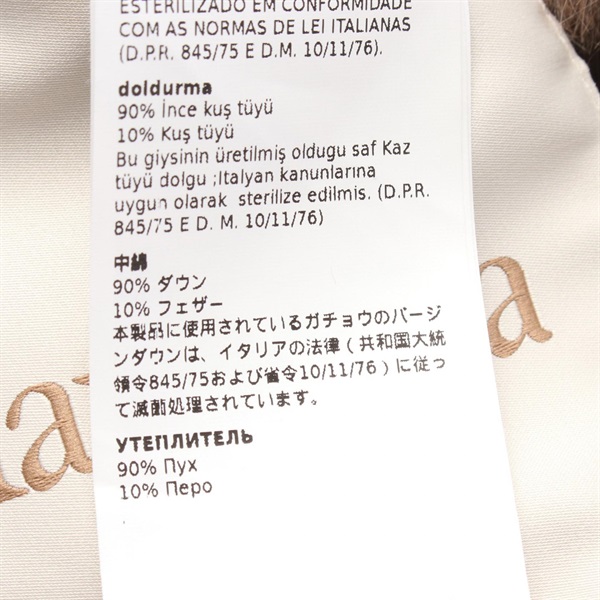 ESTERILIZADO EM CONFORMIDADE
COM AS NORMAS DE LEI ITALIANAS
(D.P.R. 845/75 E D.M. 10/11/76).
doldurma
90% İnce kuş tüyü
10% Kuş tüyü
Bu giysinin üretilmiş oldugu saf Kaz
tüyü dolgu ;Italyan kanunlarına
uygun olarak sterilize edilmis. (D.P.R.
845/75 E D. M. 10/11/76)
中綿
90% ダウン
10% フェザー
本製品に使用されているガチョウのバージ
ンダウンは、イタリアの法律（共和国大統
領令845/75および省令10/11/76）に従っ
て滅菌処理されています。
УТЕПЛИТЕЛЬ
90% Пух
10% Перо